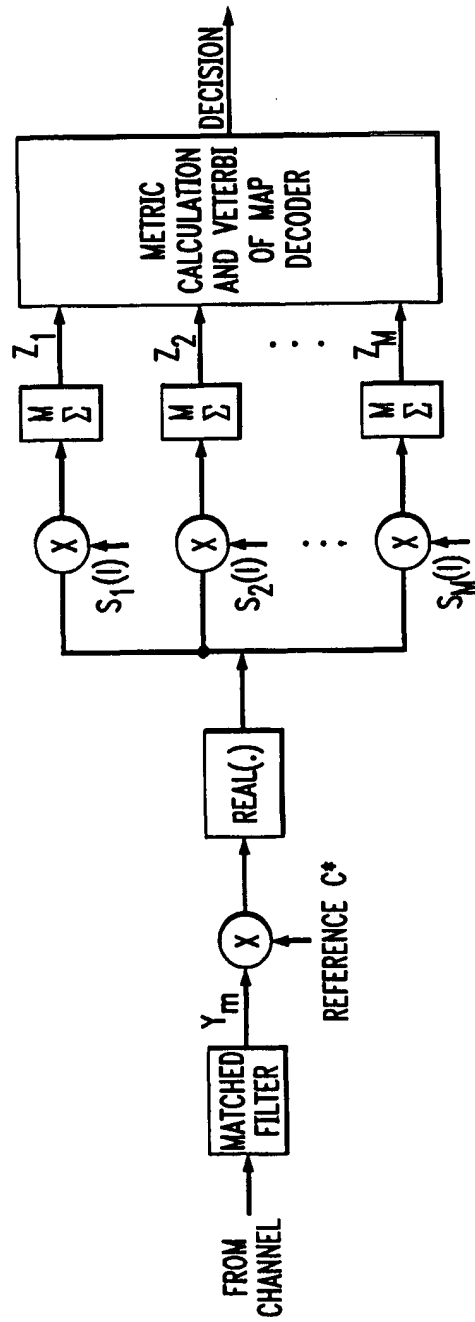 FROM
CHANNEL
MATCHED
FILTER
Ym
X
REFERENCE C*
REAL(.)
X
S1(l)
M
Σ
Z1
X
S2(l)
M
Σ
Z2
...
...
X
SM(l)
M
Σ
ZM
METRIC
CALCULATION
AND VETERBI
OF MAP
DECODER
DECISION